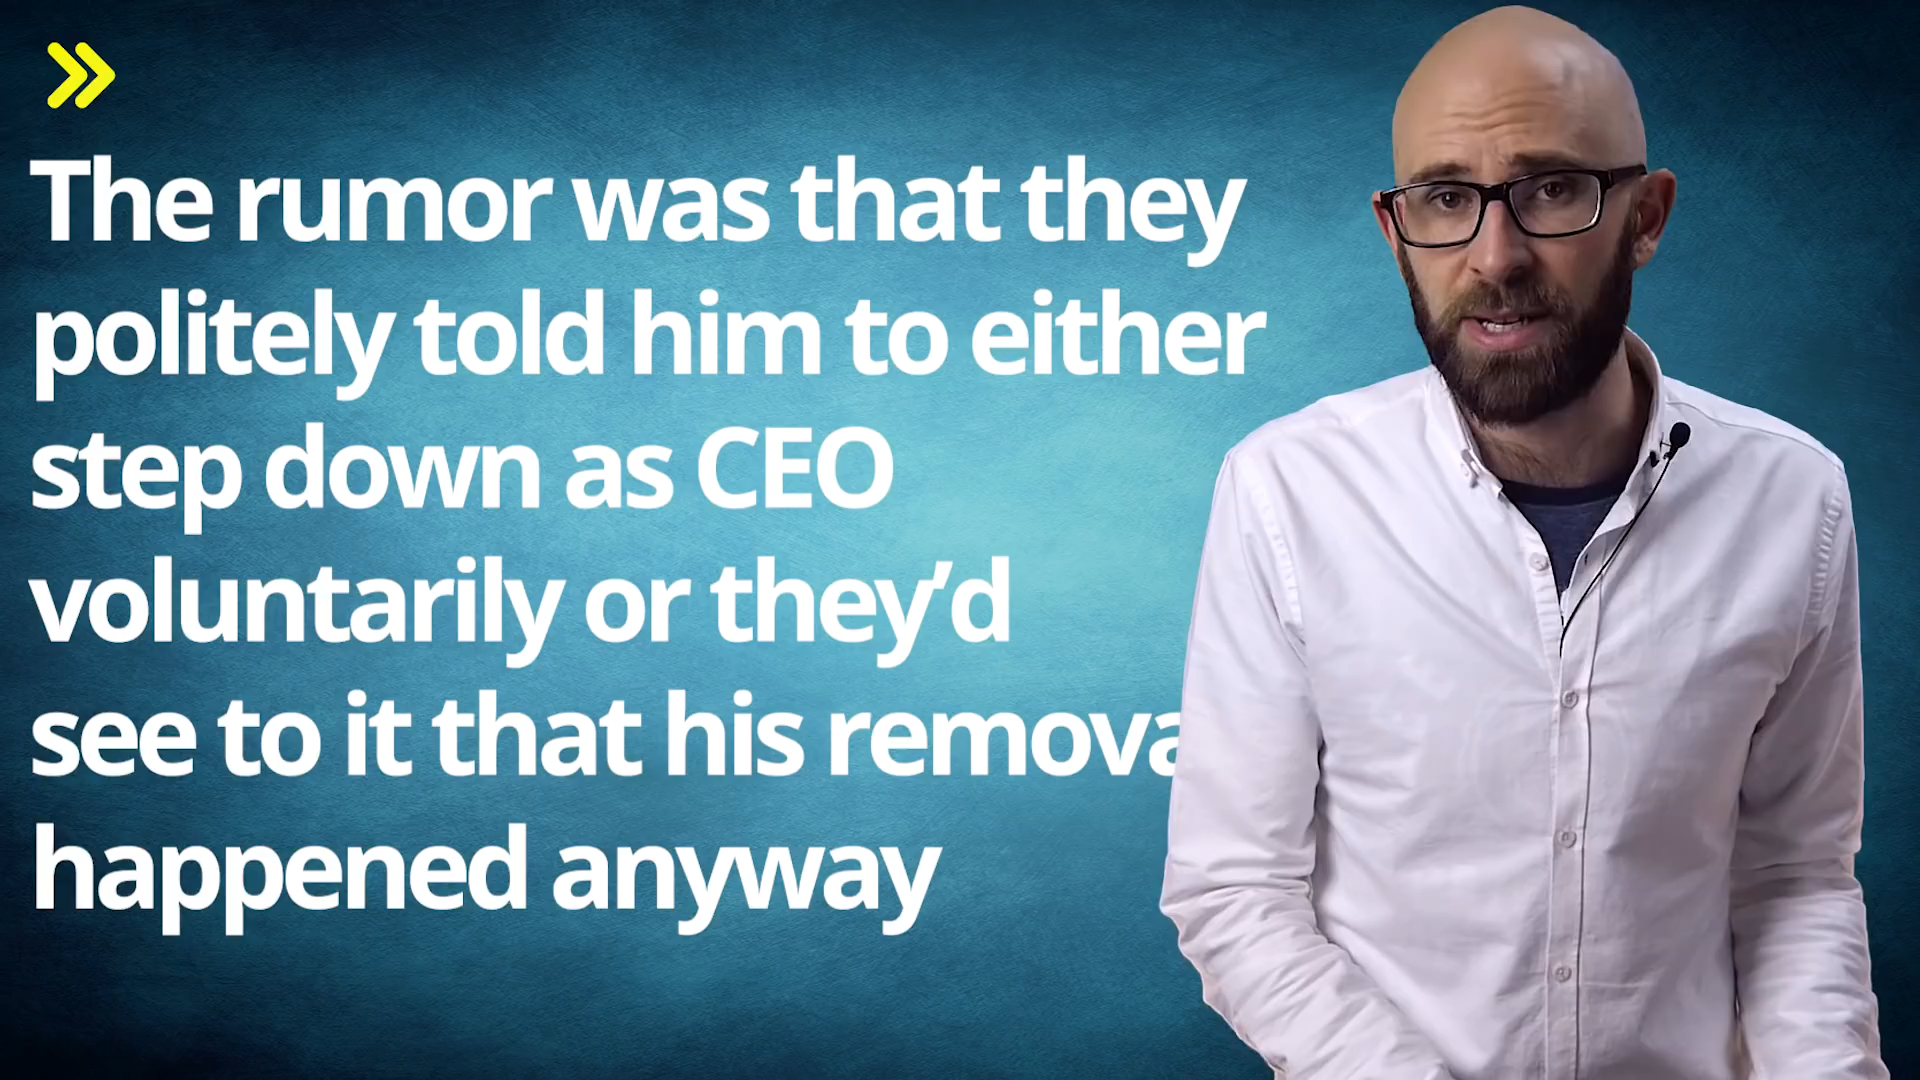 The rumor was that they
politely told him to either
step down as CEO
voluntarily or they’d
see to it that his
happened anyway